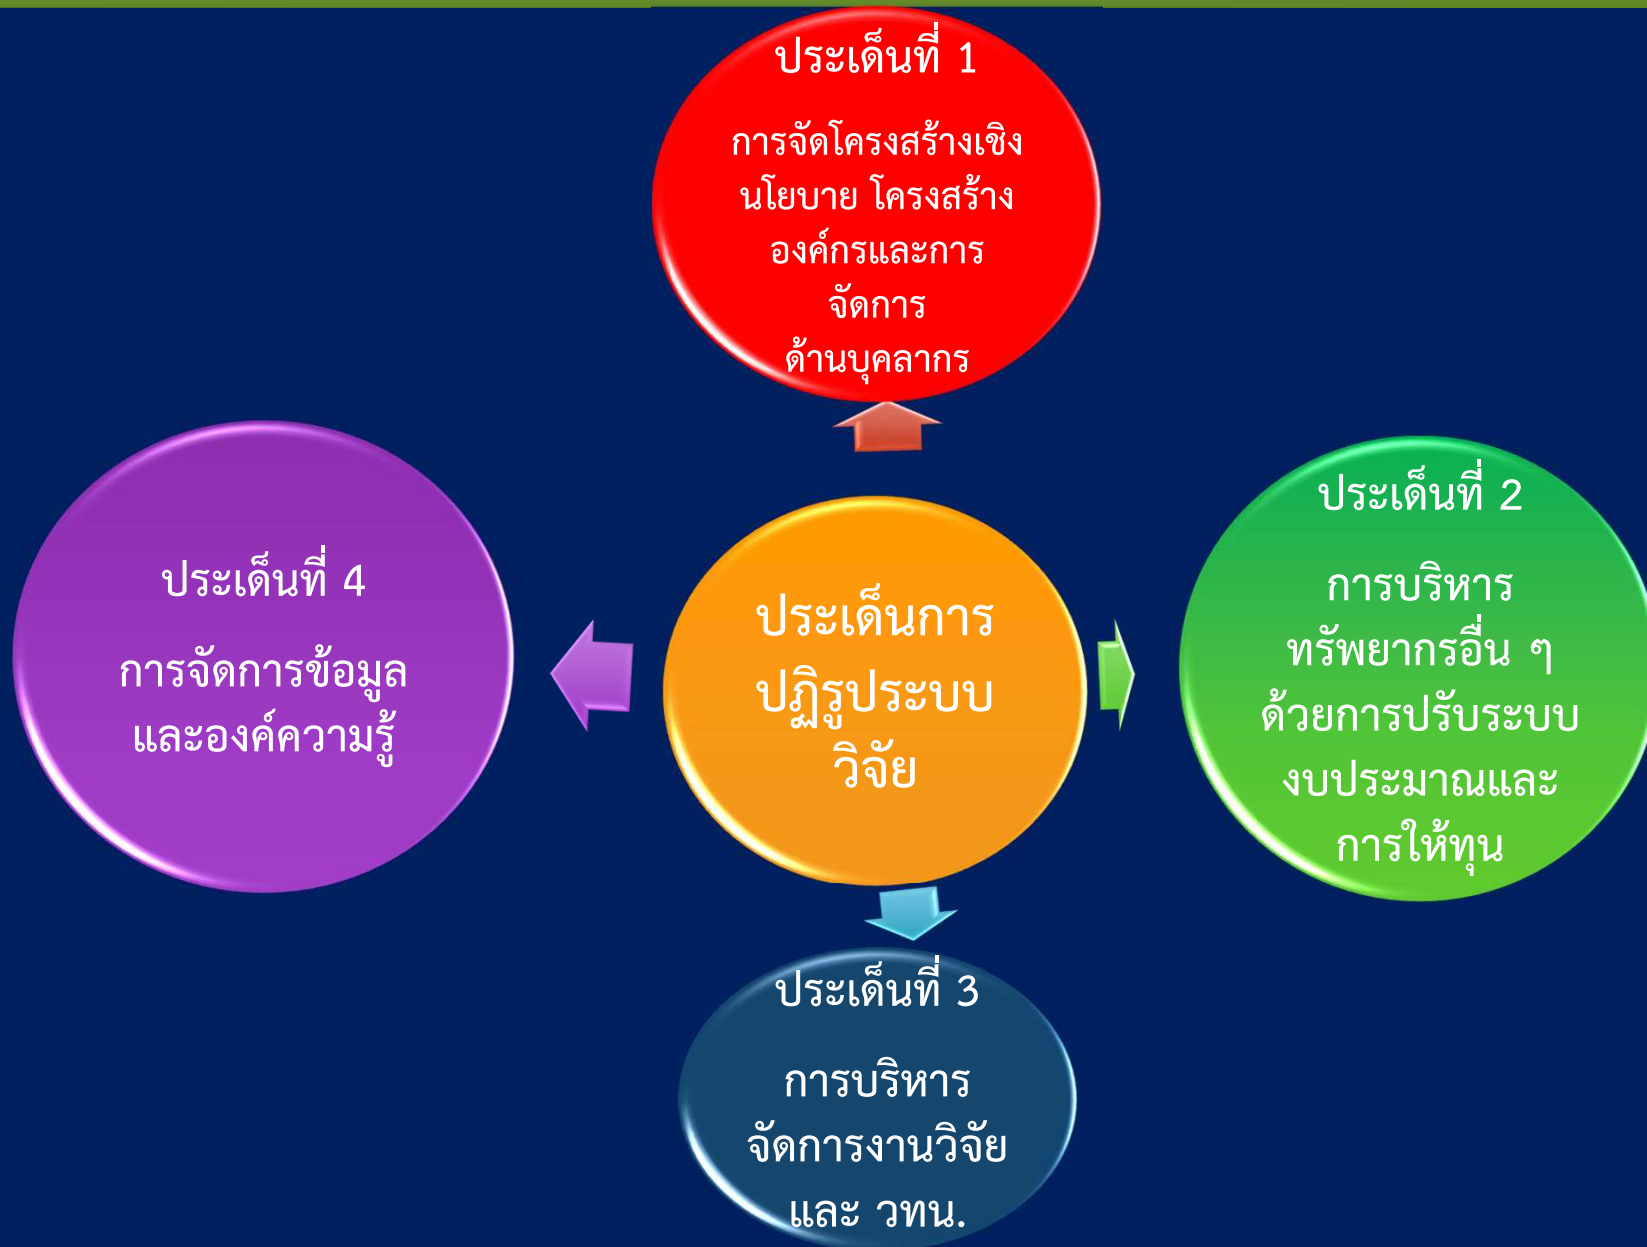 ประเด็นที่ 1
การจัดโครงสร้างเชิง
นโยบาย โครงสร้าง
องค์กรและการ
จัดการ
ด้านบุคลากร
ประเด็นการ
ปฏิรูประบบ
วิจัย
ประเด็นที่ 2
การบริหาร
ทรัพยากรอื่น ๆ
ด้วยการปรับระบบ
งบประมาณและ
การให้ทุน
ประเด็นที่ 3
การบริหาร
จัดการงานวิจัย
และ วทน.
ประเด็นที่ 4
การจัดการข้อมูล
และองค์ความรู้